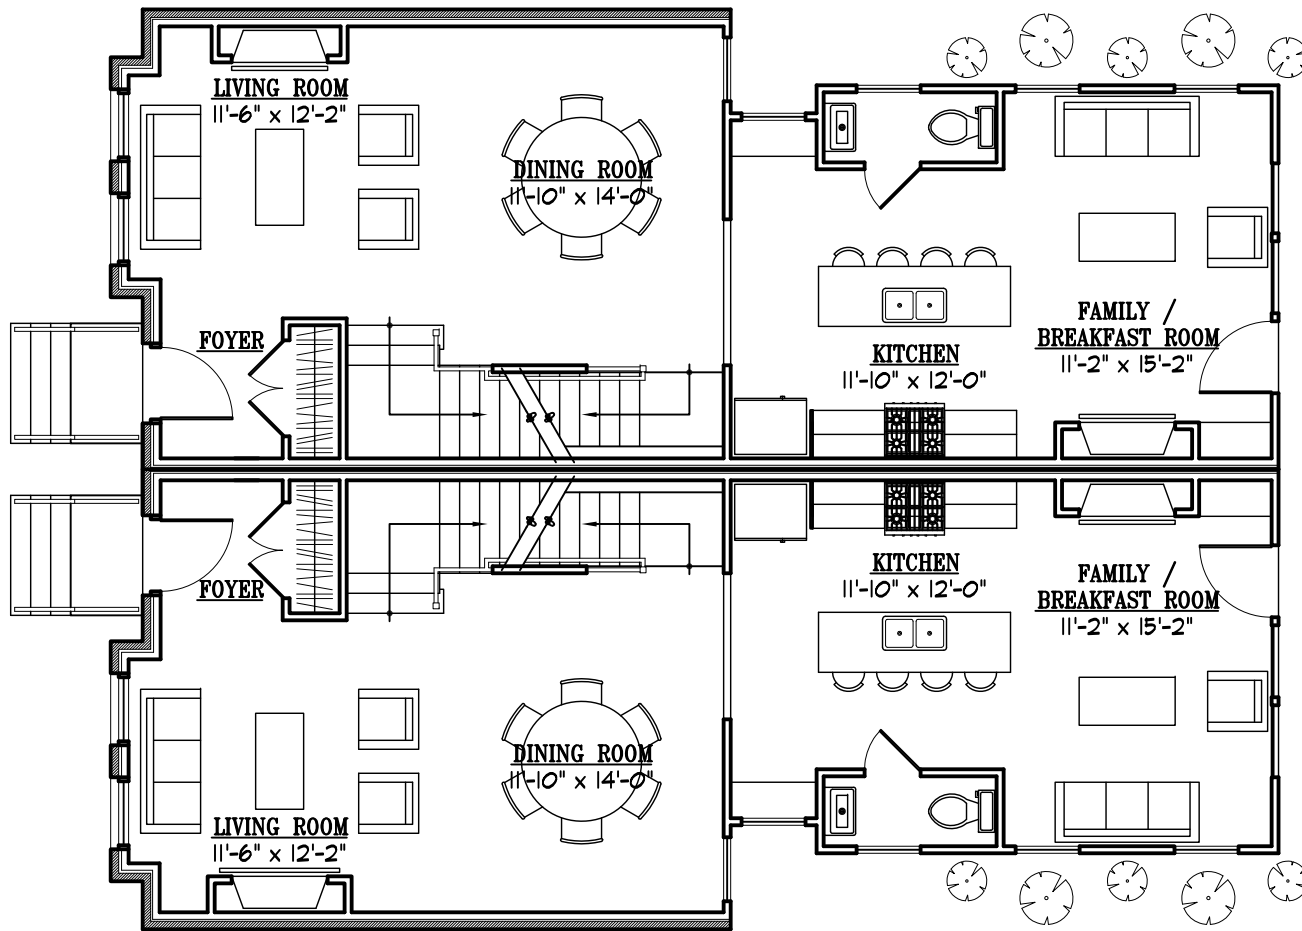 LIVING ROOM
11'-6" x 12'-2"
DINING ROOM
11'-10" x 14'-0"
FOYER
KITCHEN
11'-10" x 12'-0"
FAMILY /
BREAKFAST ROOM
11'-2" x 15'-2"
FOYER
KITCHEN
11'-10" x 12'-0"
FAMILY /
BREAKFAST ROOM
11'-2" x 15'-2"
DINING ROOM
11'-10" x 14'-0"
LIVING ROOM
11'-6" x 12'-2"